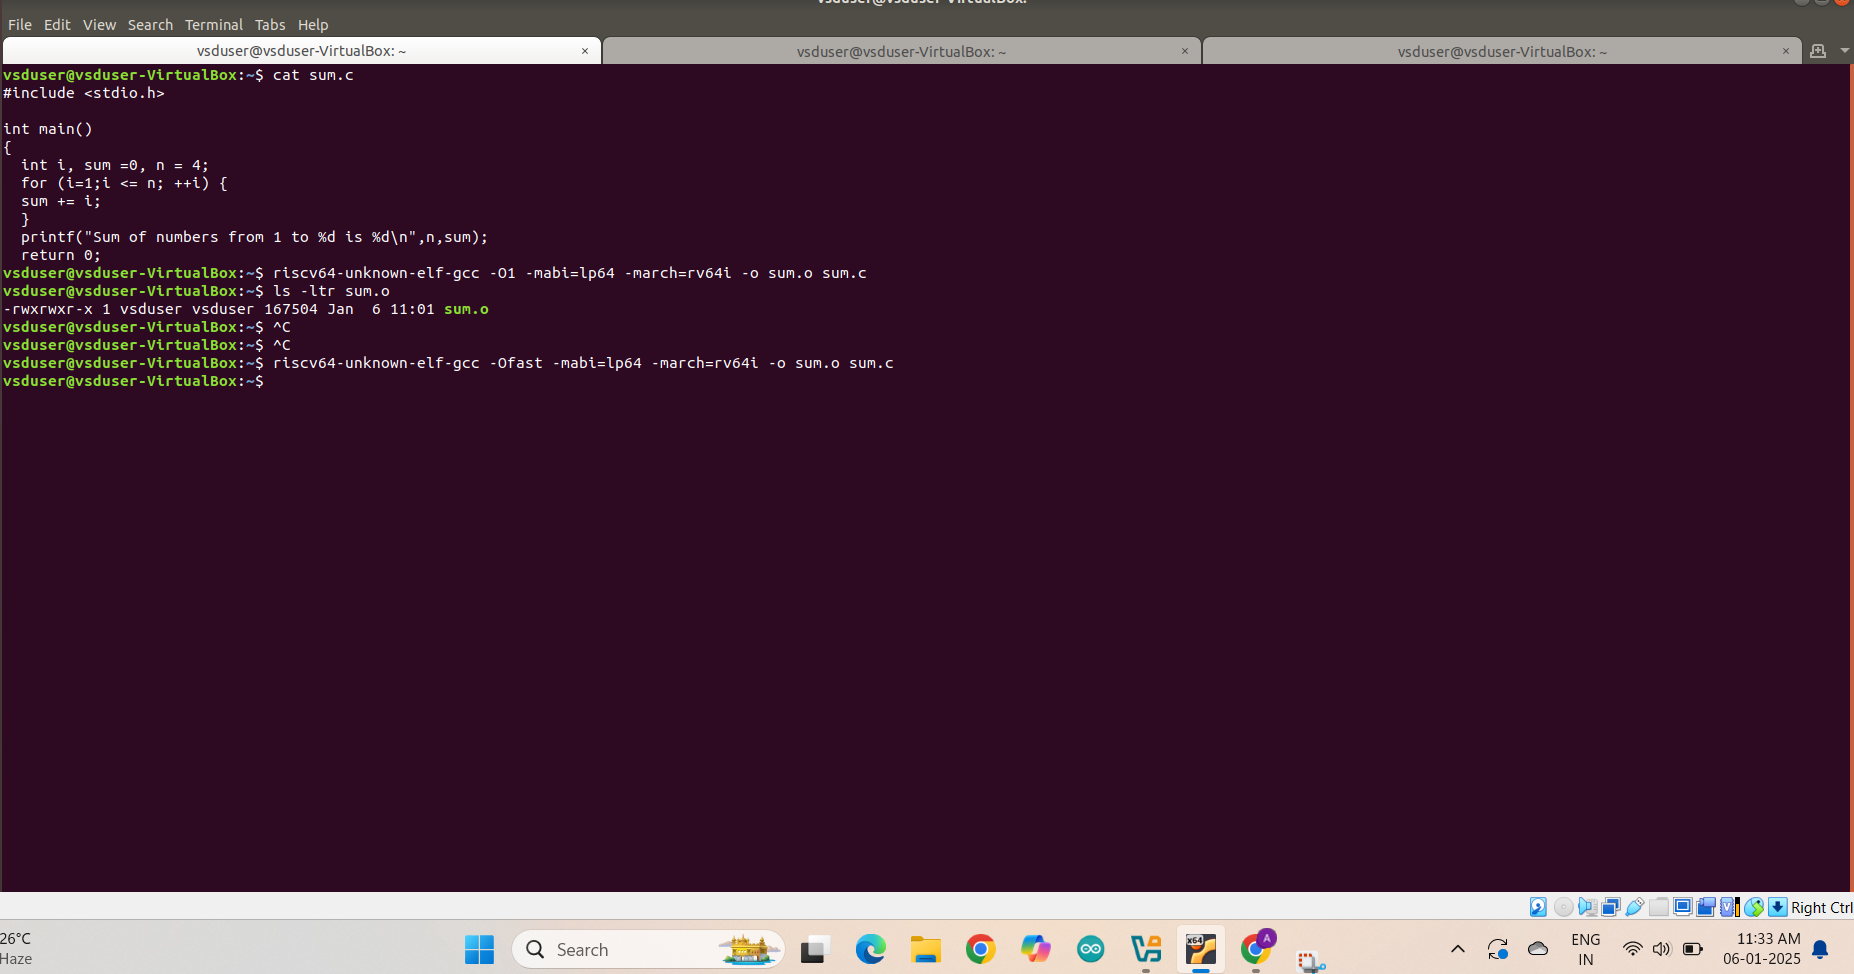 File Edit View Search Terminal Tabs Help
vsduser@vsduser-VirtualBox: ~ × vsduser@vsduser-VirtualBox: ~ × vsduser@vsduser-VirtualBox: ~ ×
vsduser@vsduser-VirtualBox:~$ cat sum.c
#include <stdio.h>
int main()
{
  int i, sum =0, n = 4;
  for (i=1;i <= n; ++i) {
  sum += i;
  }
  printf("Sum of numbers from 1 to %d is %d\n",n,sum);
  return 0;
vsduser@vsduser-VirtualBox:~$ riscv64-unknown-elf-gcc -O1 -mabi=lp64 -march=rv64i -o sum.o sum.c
vsduser@vsduser-VirtualBox:~$ ls -ltr sum.o
-rwxrwxr-x 1 vsduser vsduser 167504 Jan  6 11:01 sum.o
vsduser@vsduser-VirtualBox:~$ ^C
vsduser@vsduser-VirtualBox:~$ ^C
vsduser@vsduser-VirtualBox:~$ riscv64-unknown-elf-gcc -Ofast -mabi=lp64 -march=rv64i -o sum.o sum.c
vsduser@vsduser-VirtualBox:~$
Right Ctrl
26°C
Haze
Search
x64
A
ENG
IN
11:33 AM
06-01-2025